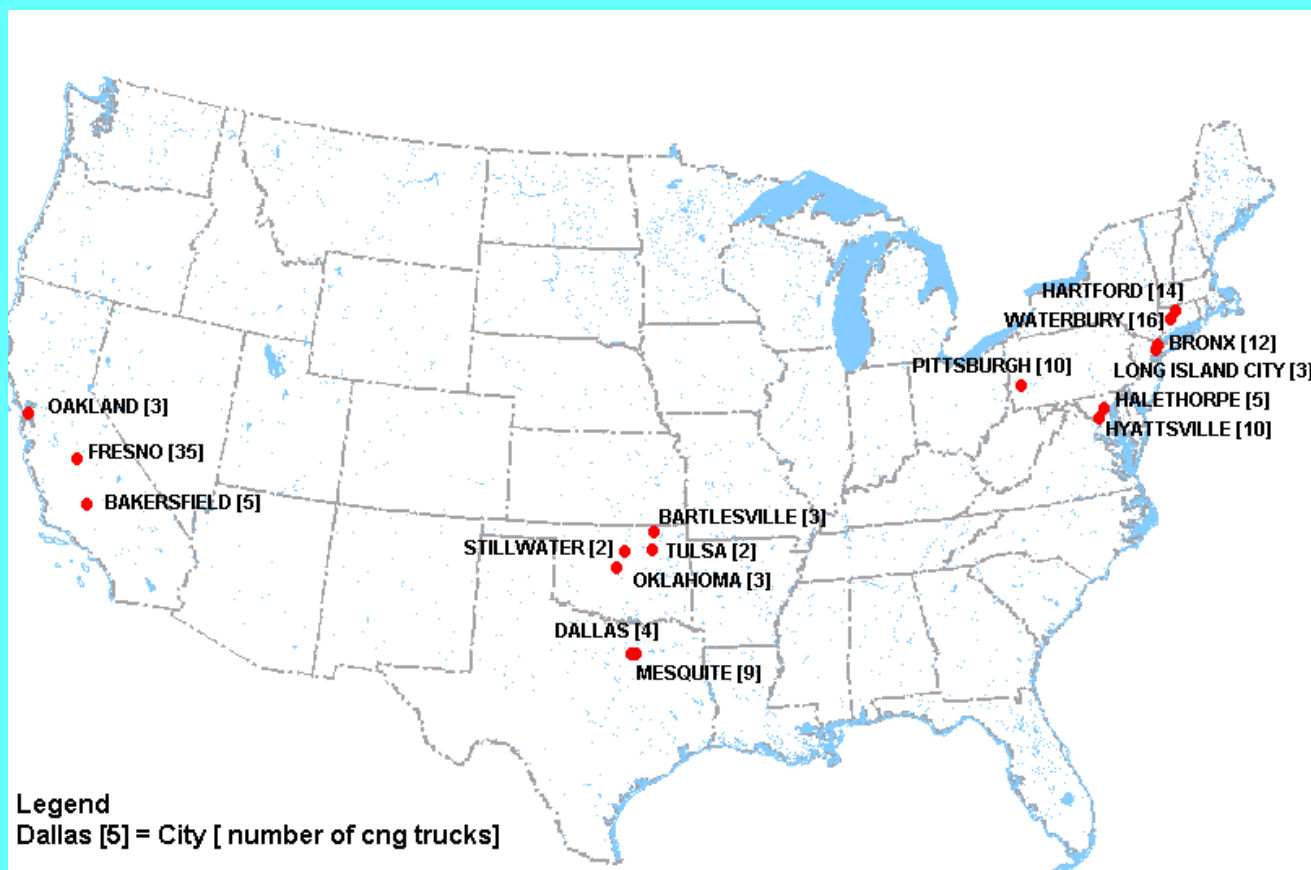 HARTFORD [14]
WATERBURY [16]
BRONX [12]
PITTSBURGH [10]
LONG ISLAND CITY [3]
HALETHORPE [5]
OAKLAND [3]
HYATTSVILLE [10]
FRESNO [35]
BAKERSFIELD [5]
BARTLESVILLE [3]
STILLWATER [2]
TULSA [2]
OKLAHOMA [3]
DALLAS [4]
MESQUITE [9]
Legend
Dallas [5] = City [ number of cng trucks]